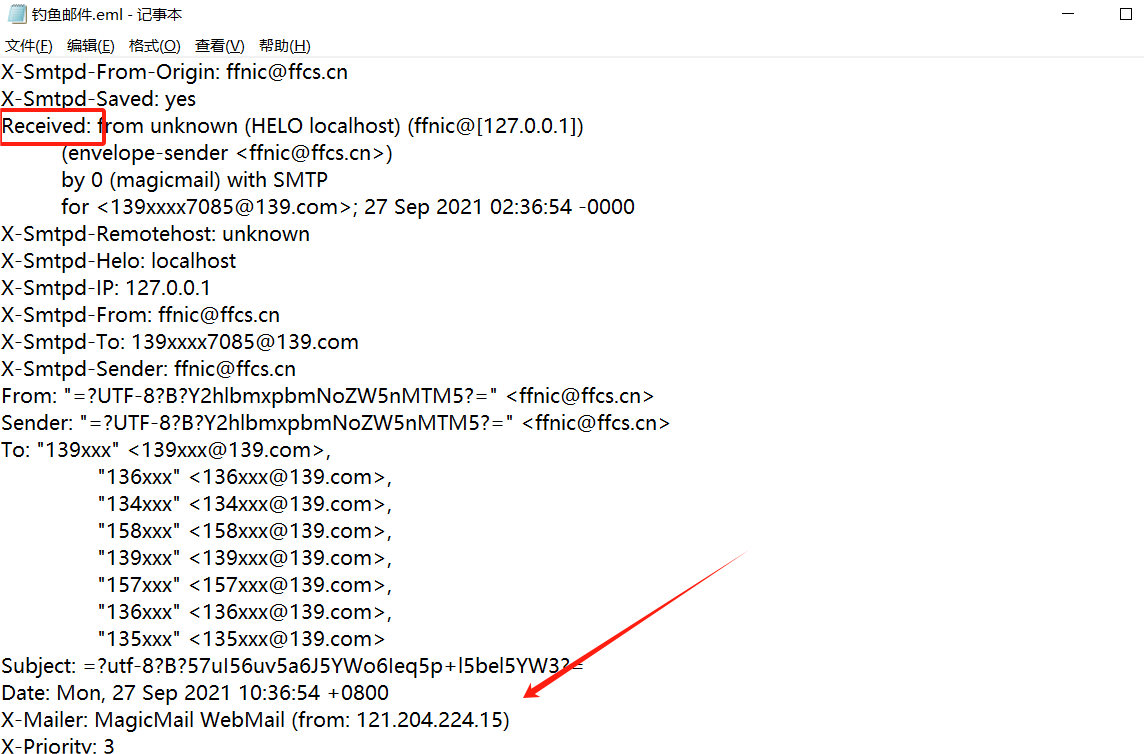 钓鱼邮件.eml - 记事本
文件(F) 编辑(E) 格式(O) 查看(V) 帮助(H)
X-Smtpd-From-Origin: ffnic@ffcs.cn
X-Smtpd-Saved: yes
Received: from unknown (HELO localhost) (ffnic@[127.0.0.1])
(envelope-sender <ffnic@ffcs.cn>)
by 0 (magicmail) with SMTP
for <139xxxx7085@139.com>; 27 Sep 2021 02:36:54 -0000
X-Smtpd-Remotehost: unknown
X-Smtpd-Helo: localhost
X-Smtpd-IP: 127.0.0.1
X-Smtpd-From: ffnic@ffcs.cn
X-Smtpd-To: 139xxxx7085@139.com
X-Smtpd-Sender: ffnic@ffcs.cn
From: "=?UTF-8?B?Y2hlbmxpbmNoZW5nMTM5?=" <ffnic@ffcs.cn>
Sender: "=?UTF-8?B?Y2hlbmxpbmNoZW5nMTM5?=" <ffnic@ffcs.cn>
To: "139xxx" <139xxx@139.com>,
"136xxx" <136xxx@139.com>,
"134xxx" <134xxx@139.com>,
"158xxx" <158xxx@139.com>,
"139xxx" <139xxx@139.com>,
"157xxx" <157xxx@139.com>,
"136xxx" <136xxx@139.com>,
"135xxx" <135xxx@139.com>
Subject: =?utf-8?B?57uI56uv5a6J5YWo6Ieq5p+l5bel5YW3?=
Date: Mon, 27 Sep 2021 10:36:54 +0800
X-Mailer: MagicMail WebMail (from: 121.204.224.15)
X-Priority: 3